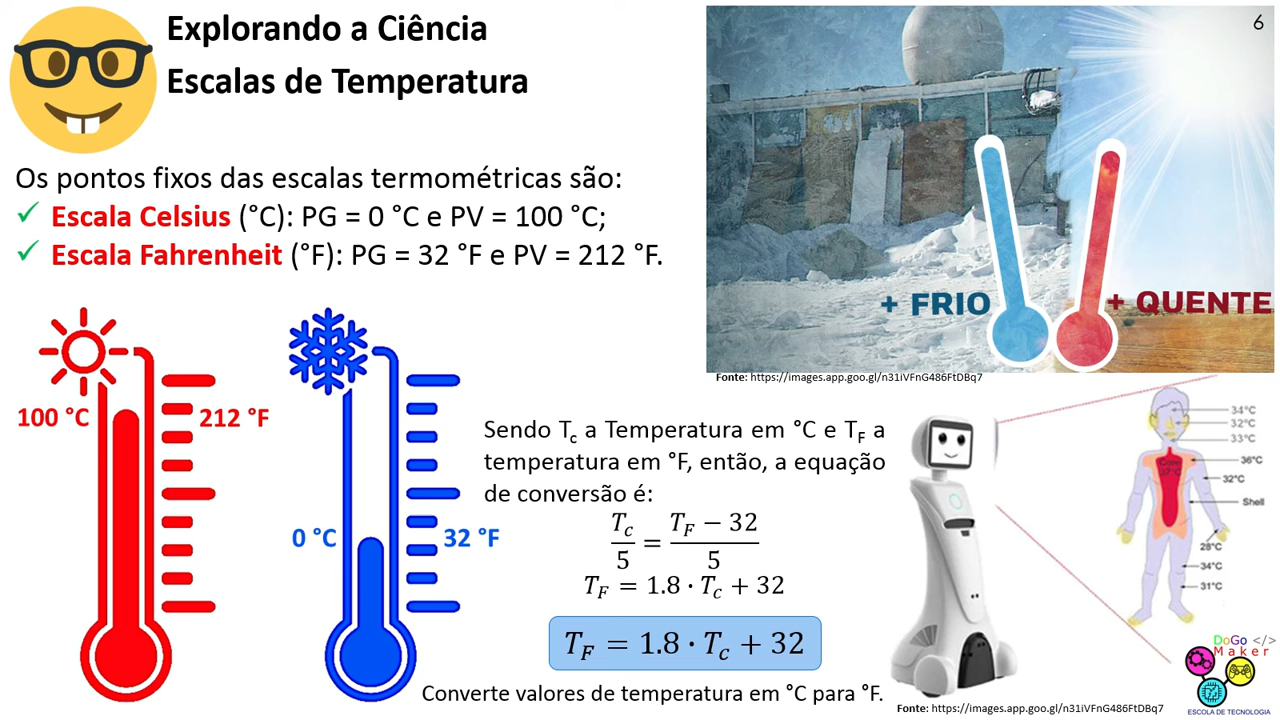 Explorando a Ciência
Escalas de Temperatura
6
Os pontos fixos das escalas termométricas são:
✓ Escala Celsius (°C): PG = 0 °C e PV = 100 °C;
✓ Escala Fahrenheit (°F): PG = 32 °F e PV = 212 °F.
+ FRIO
+ QUENTE
Fonte: https://images.app.goo.gl/n31iVFnG486FtDBq7
100 °C
212 °F
0 °C
32 °F
Sendo Tc a Temperatura em °C e TF a
temperatura em °F, então, a equação
de conversão é:
Tc/5 = (TF − 32)/5
TF = 1.8 · Tc + 32
TF = 1.8 · Tc + 32
Converte valores de temperatura em °C para °F.
34°C
32°C
33°C
Core
37°C
36°C
32°C
Shell
28°C
34°C
31°C
Fonte: https://images.app.goo.gl/n31iVFnG486FtDBq7
DoGo </>
Maker
ESCOLA DE TECNOLOGIA